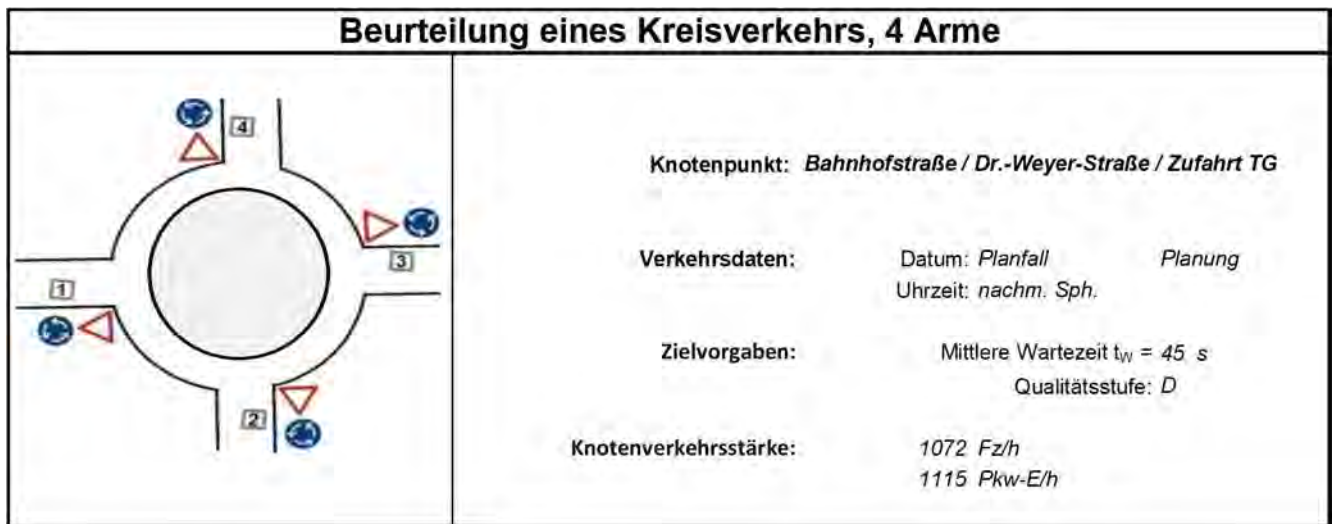 Beurteilung eines Kreisverkehrs, 4 Arme
4
3
1
2
Knotenpunkt: Bahnhofstraße / Dr.-Weyer-Straße / Zufahrt TG
Verkehrsdaten: Datum: Planfall Planung
Uhrzeit: nachm. Sph.
Zielvorgaben: Mittlere Wartezeit tW = 45 s
Qualitätsstufe: D
Knotenverkehrsstärke: 1072 Fz/h
1115 Pkw-E/h